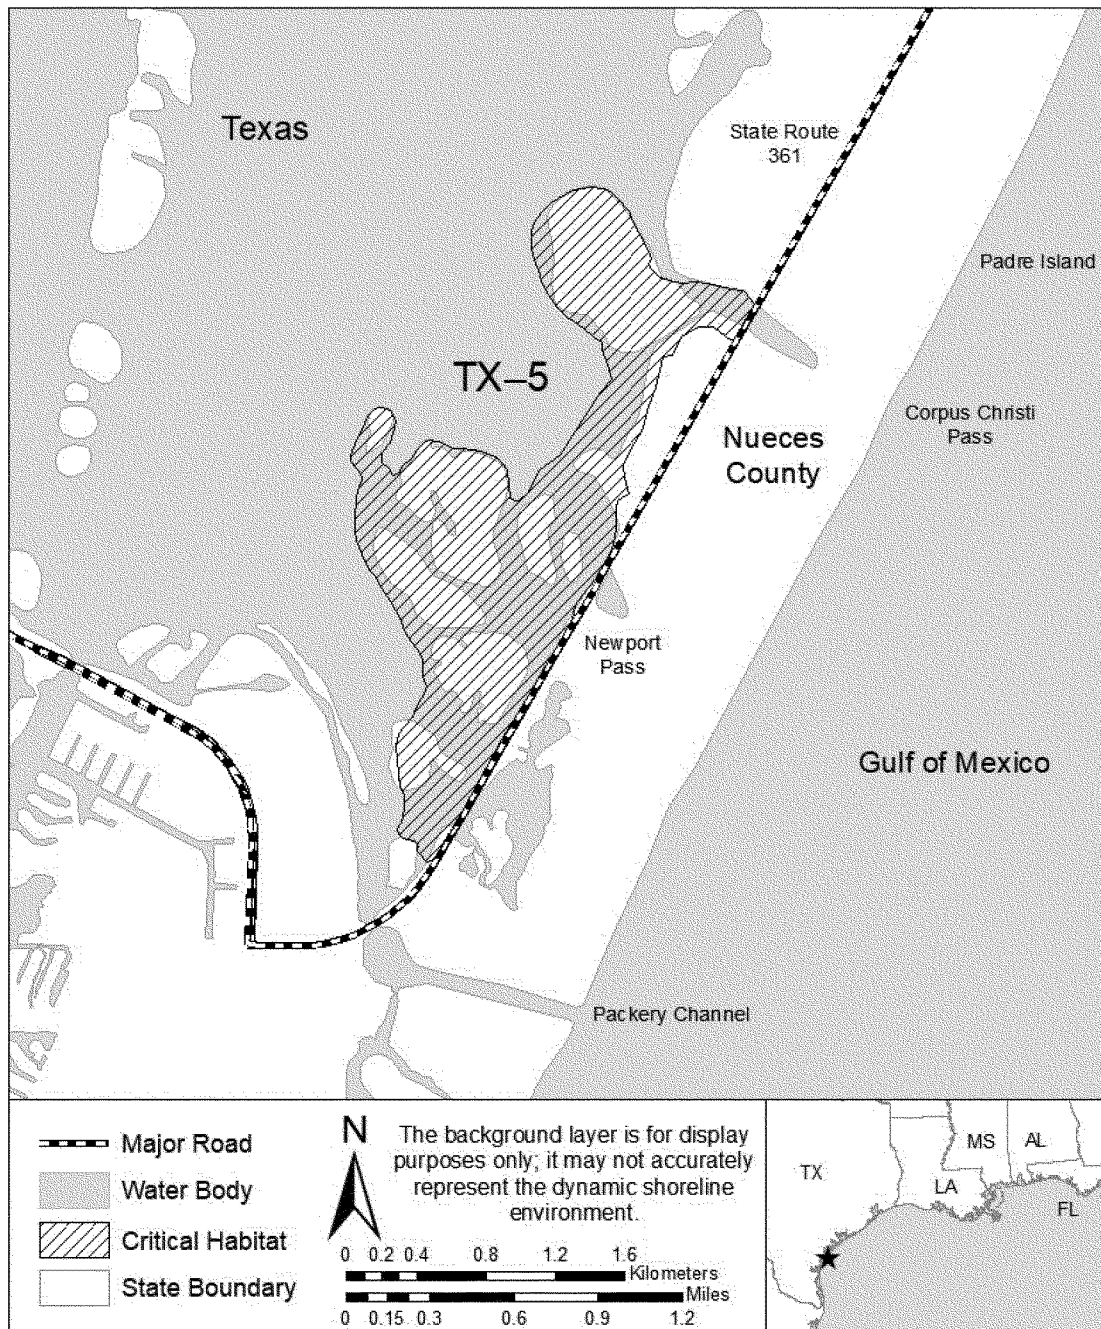 Texas
State Route
361
Padre Island
TX–5
Corpus Christi
Pass
Nueces
County
Newport
Pass
Gulf of Mexico
Packery Channel
Major Road
Water Body
Critical Habitat
State Boundary
N
The background layer is for display
purposes only; it may not accurately
represent the dynamic shoreline
environment.
0 0.2 0.4 0.8 1.2 1.6
Kilometers
Miles
0 0.15 0.3 0.6 0.9 1.2
TX
LA
MS
AL
FL